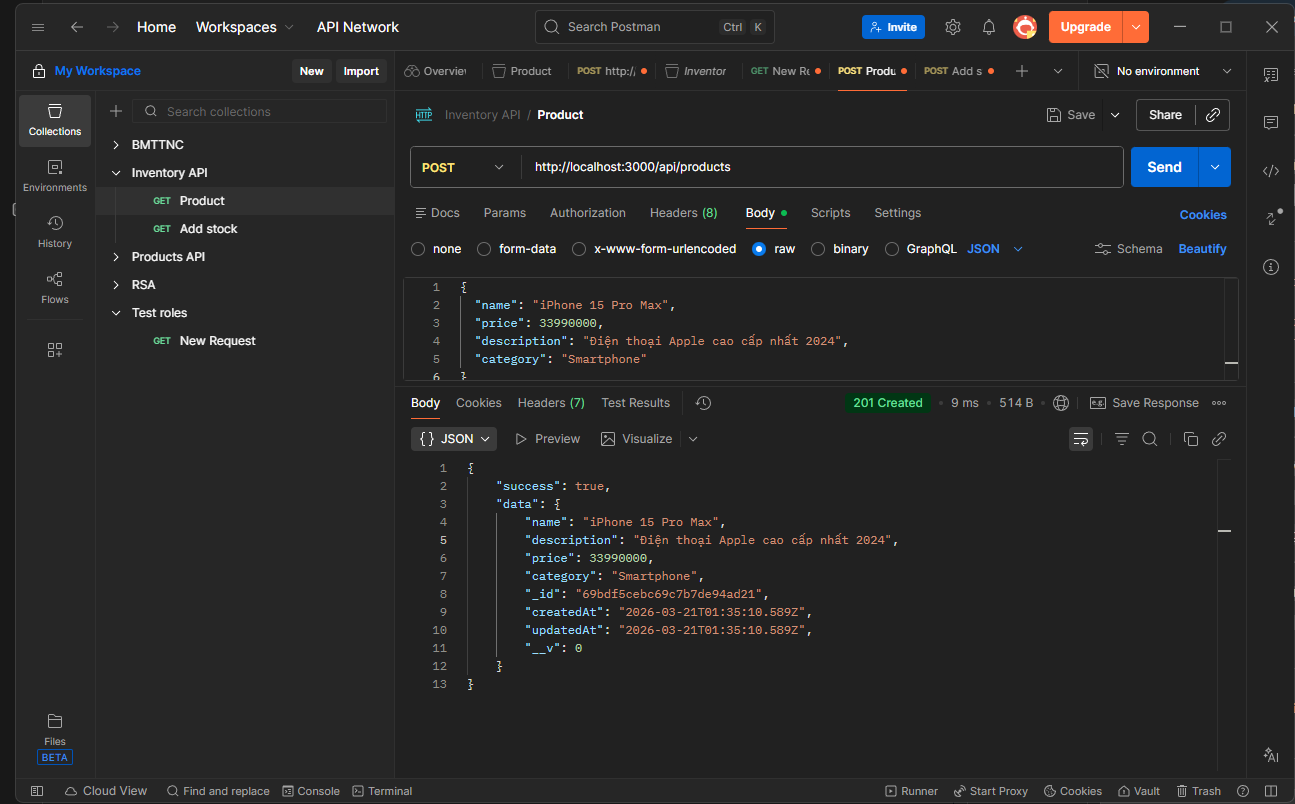 Home Workspaces API Network Search Postman Ctrl K Invite Upgrade
My Workspace New Import Overvie Product POST http:/ Inventor GET New Re POST Produ POST Add s No environment
Search collections
Collections
Environments
History
Flows
BMTTNC
Inventory API
GET Product
GET Add stock
Products API
RSA
Test roles
GET New Request
Files
BETA
HTTP Inventory API / Product Save Share
POST http://localhost:3000/api/products Send
Docs Params Authorization Headers (8) Body Scripts Settings Cookies
none form-data x-www-form-urlencoded raw binary GraphQL JSON Schema Beautify
1 {
2 "name": "iPhone 15 Pro Max",
3 "price": 33990000,
4 "description": "Điện thoại Apple cao cấp nhất 2024",
5 "category": "Smartphone"
6 }
Body Cookies Headers (7) Test Results 201 Created • 9 ms • 514 B • e.g. Save Response
{} JSON Preview Visualize
1 {
2 "success": true,
3 "data": {
4 "name": "iPhone 15 Pro Max",
5 "description": "Điện thoại Apple cao cấp nhất 2024",
6 "price": 33990000,
7 "category": "Smartphone",
8 "_id": "69bdf5cebc69c7b7de94ad21",
9 "createdAt": "2026-03-21T01:35:10.589Z",
10 "updatedAt": "2026-03-21T01:35:10.589Z",
11 "__v": 0
12 }
13 }
Cloud View Find and replace Console Terminal Runner Start Proxy Cookies Vault Trash